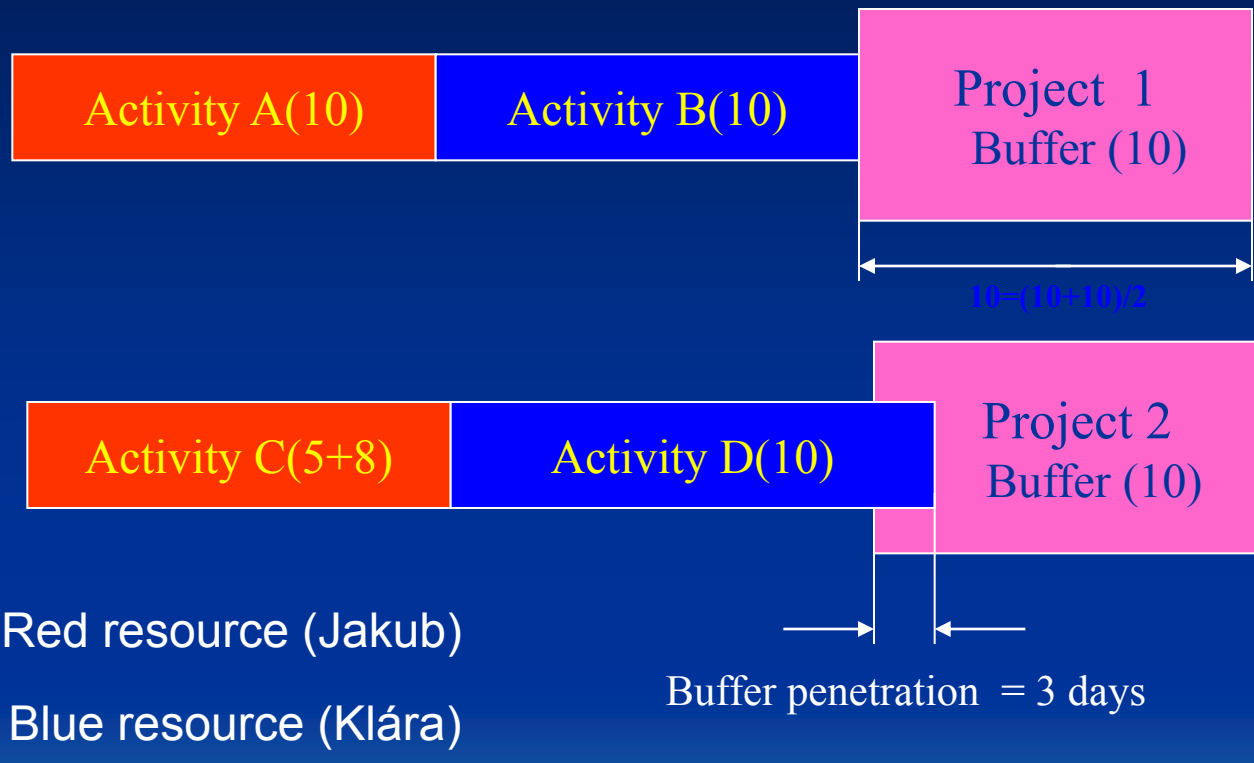 Activity A(10)
Activity B(10)
Project 1
Buffer (10)
10=(10+10)/2
Activity C(5+8)
Activity D(10)
Project 2
Buffer (10)
Red resource (Jakub)
Buffer penetration = 3 days
Blue resource (Klára)